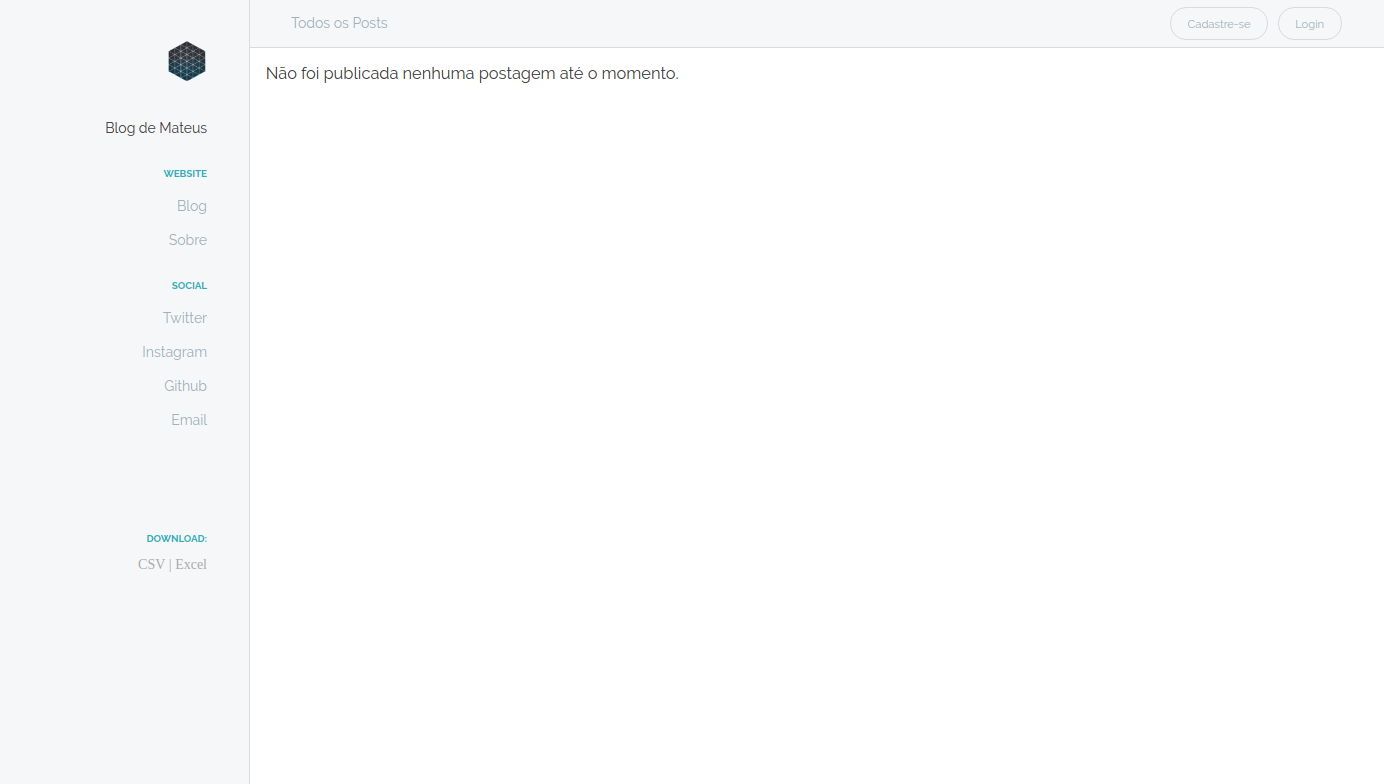 Todos os Posts
Cadastre-se
Login
Blog de Mateus
WEBSITE
Blog
Sobre
SOCIAL
Twitter
Instagram
Github
Email
DOWNLOAD:
CSV | Excel
Não foi publicada nenhuma postagem até o momento.